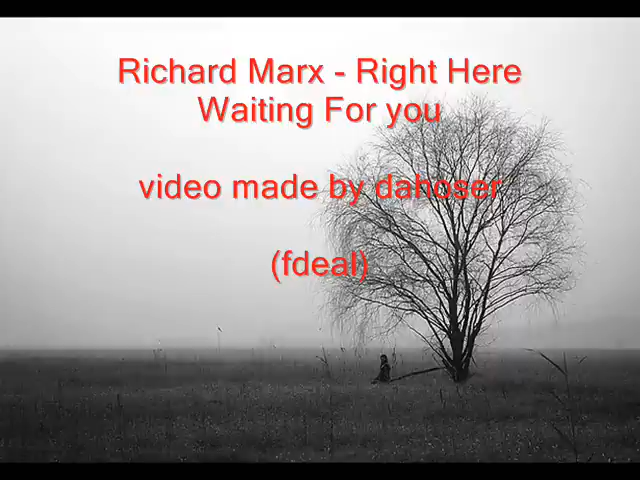 Richard Marx - Right Here
Waiting For you
video made by dahoser
(fdeal)